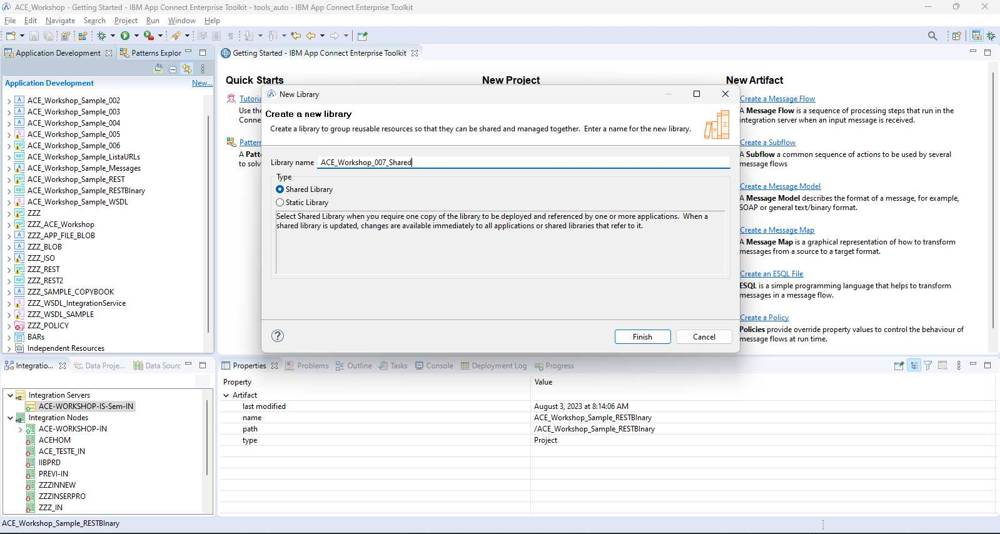 ACE_Workshop - Getting Started - IBM App Connect Enterprise Toolkit - tools_auto - IBM App Connect Enterprise Toolkit
File Edit Navigate Search Project Run Window Help
Application Development
Patterns Explor
Getting Started - IBM App Connect Enterprise Toolkit
Application Development New...
ACE_Workshop_Sample_002
ACE_Workshop_Sample_003
ACE_Workshop_Sample_004
ACE_Workshop_Sample_005
ACE_Workshop_Sample_006
ACE_Workshop_Sample_ListaURLs
ACE_Workshop_Sample_Messages
ACE_Workshop_Sample_REST
ACE_Workshop_Sample_RESTBInary
ACE_Workshop_Sample_WSDL
ZZZ
ZZZ_ACE_Workshop
ZZZ_APP_FILE_BLOB
ZZZ_BLOB
ZZZ_ISO
ZZZ_REST
ZZZ_REST2
ZZZ_SAMPLE_COPYBOOK
ZZZ_WSDL_IntegrationService
ZZZ_WSDL_SAMPLE
ZZZ_POLICY
BARs
Independent Resources
Quick Starts
Tutoria
Use the
Conne
Pattern
A Patte
to solv
New Project
New Library
Create a new library
Create a library to group reusable resources so that they can be shared and managed together. Enter a name for the new library.
Library name ACE_Workshop_007_Shared
Type
Shared Library
Static Library
Select Shared Library when you require one copy of the library to be deployed and referenced by one or more applications. When a
shared library is updated, changes are available immediately to all applications or shared libraries that refer to it.
?
Finish
Cancel
New Artifact
Create a Message Flow
A Message Flow is a sequence of processing steps that run in the
integration server when an input message is received.
Create a Subflow
A Subflow a common sequence of actions to be used by several
message flows
Create a Message Model
A Message Model describes the format of a message, for example,
SOAP or general text/binary format.
Create a Message Map
A Message Map is a graphical representation of how to transform
messages from a source to a target format.
Create an ESQL File
ESQL is a simple programming language that helps to transform
messages in a message flow.
Create a Policy
Policies provide override property values to control the behaviour of
message flows at run time.
Integratio...
Data Proje...
Data Sourc
Integration Servers
ACE-WORKSHOP-IS-Sem-IN
Integration Nodes
ACE-WORKSHOP-IN
ACEHOM
ACE_TESTE_IN
IIBPRD
PREVI-IN
ZZZINNEW
ZZZINSERPRO
ZZZ_IN
Properties
Problems
Outline
Tasks
Console
Deployment Log
Progress
Property Value
Artifact
last modified August 3, 2023 at 8:14:06 AM
name ACE_Workshop_Sample_RESTBInary
path /ACE_Workshop_Sample_RESTBInary
type Project
ACE_Workshop_Sample_RESTBInary